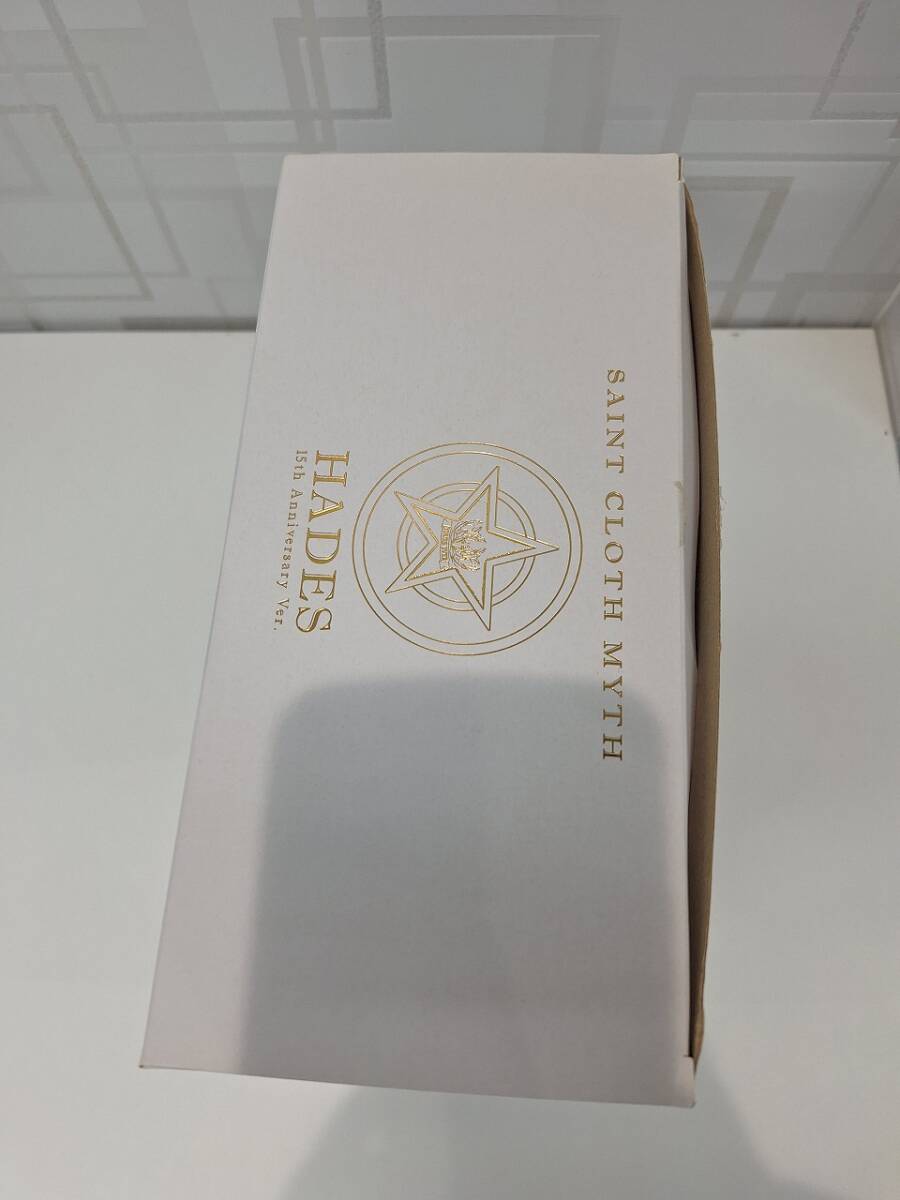 SAINT CLOTH MYTH
HADES
15th Anniversary Ver.